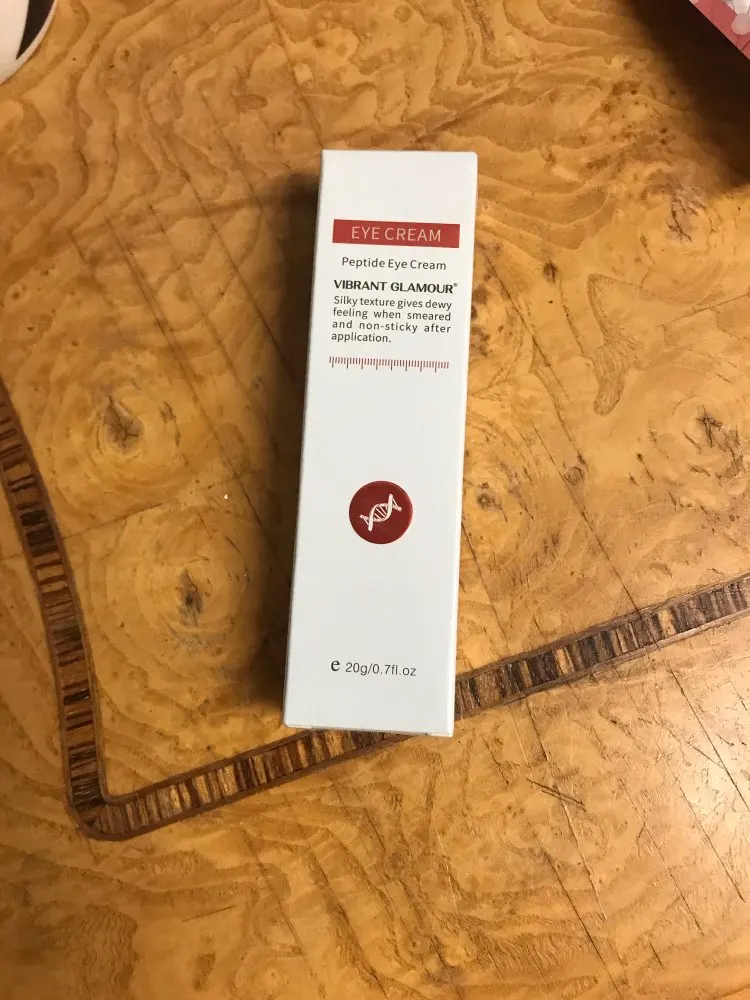 EYE CREAM
Peptide Eye Cream
VIBRANT GLAMOUR®
Silky texture gives dewy
feeling when smeared
and non-sticky after
application.
e 20g/0.7fl.oz